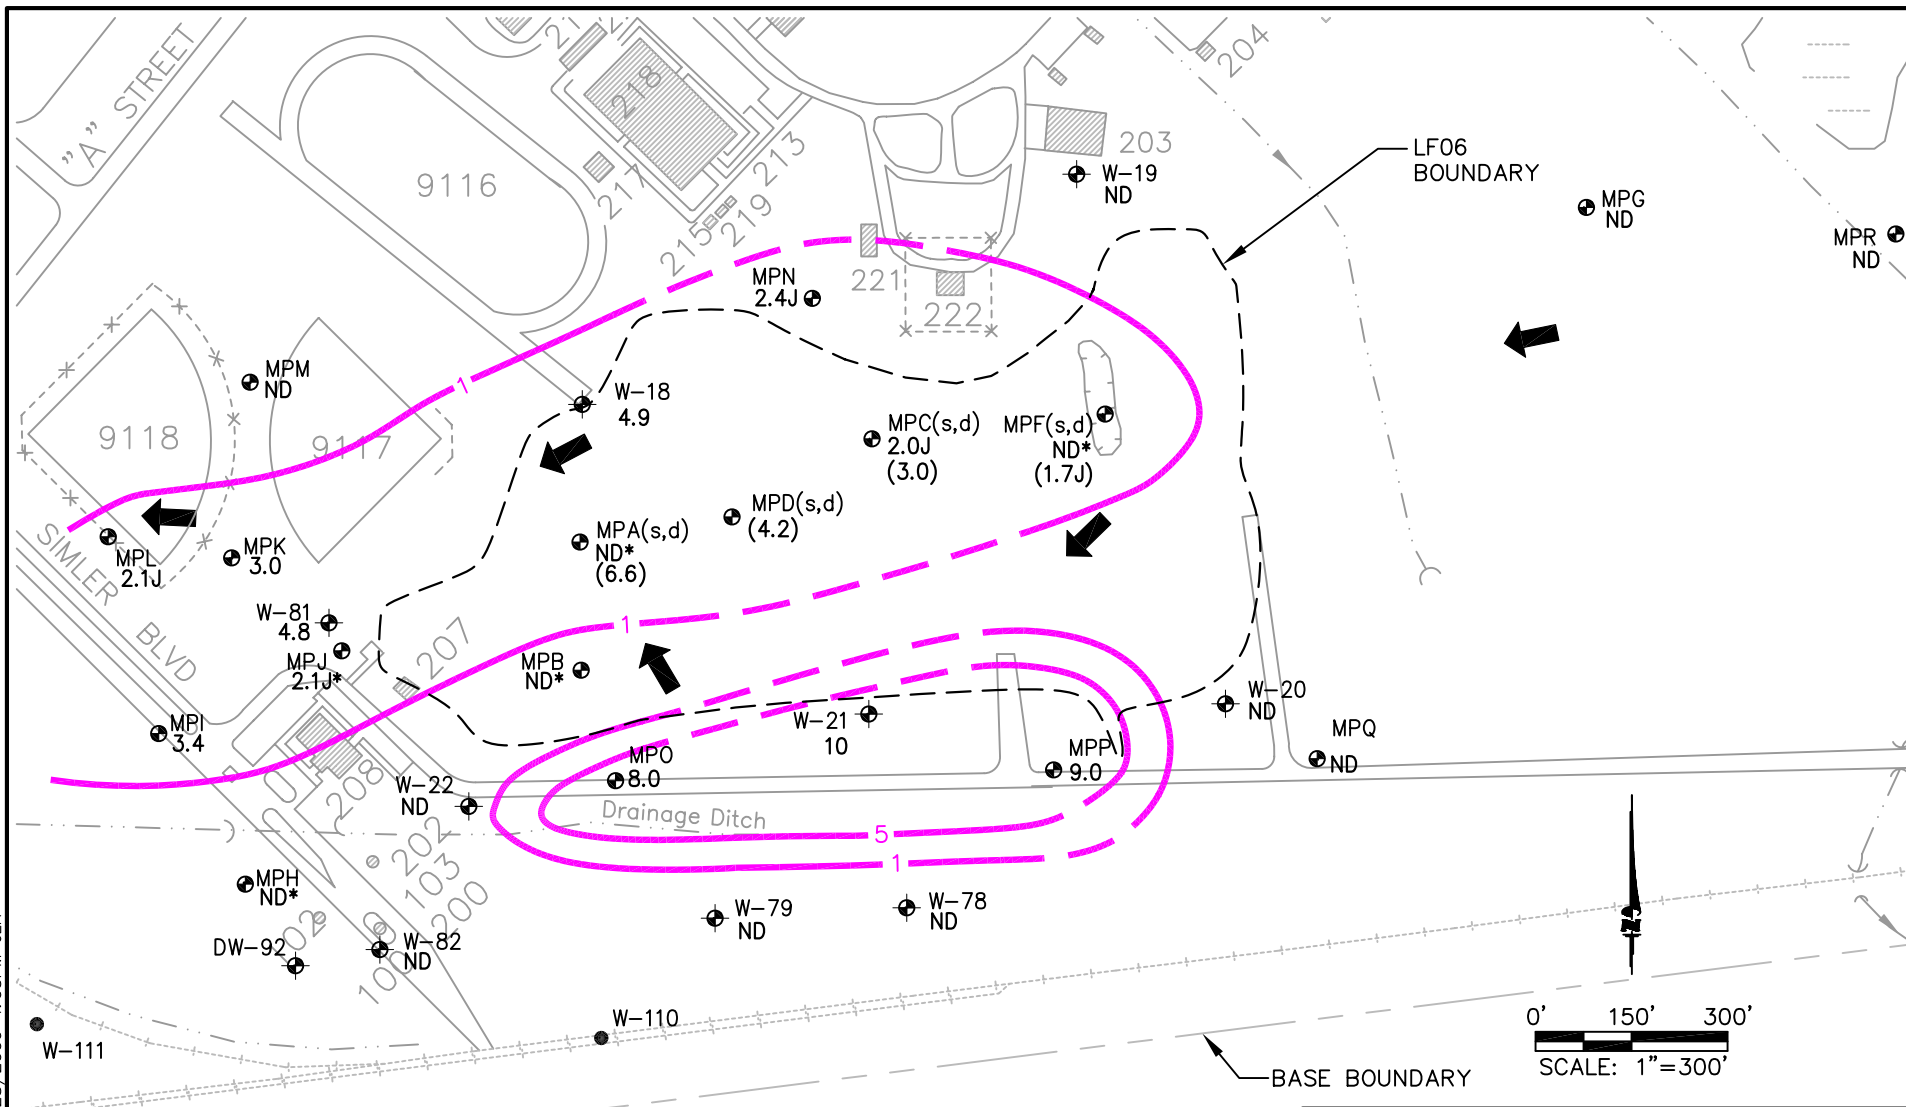 "A" STREET
218
213
217
215
219
9116
203
204
LF06
BOUNDARY
W-19
ND
MPG
ND
MPR
ND
MPN
2.4J
221
222
MPM
ND
W-18
4.9
9118
9117
MPC(s,d)
2.0J
(3.0)
MPF(s,d)
ND*
(1.7J)
1
MPD(s,d)
(4.2)
MPA(s,d)
ND*
(6.6)
MPL
2.1J
MPK
3.0
SIMLER
BLVD
W-81
4.8
MPJ
2.1J*
207
1
MPB
ND*
MPI
3.4
W-21
10
W-20
ND
MPQ
ND
MPO
8.0
MPP
9.0
208
W-22
ND
Drainage Ditch
5
1
202
103
200
MPH
ND*
W-79
ND
W-78
ND
DW-92
W-82
ND
W-110
W-111
N
0' 150' 300'
SCALE: 1"=300'
BASE BOUNDARY